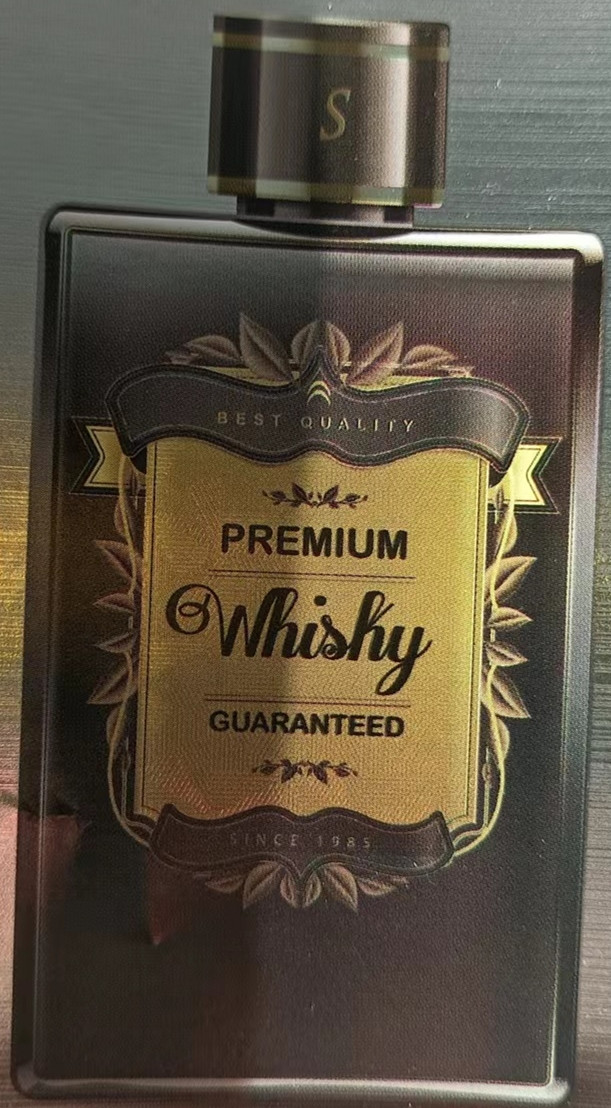 S
BEST QUALITY
PREMIUM
Whisky
GUARANTEED
SINCE 1985